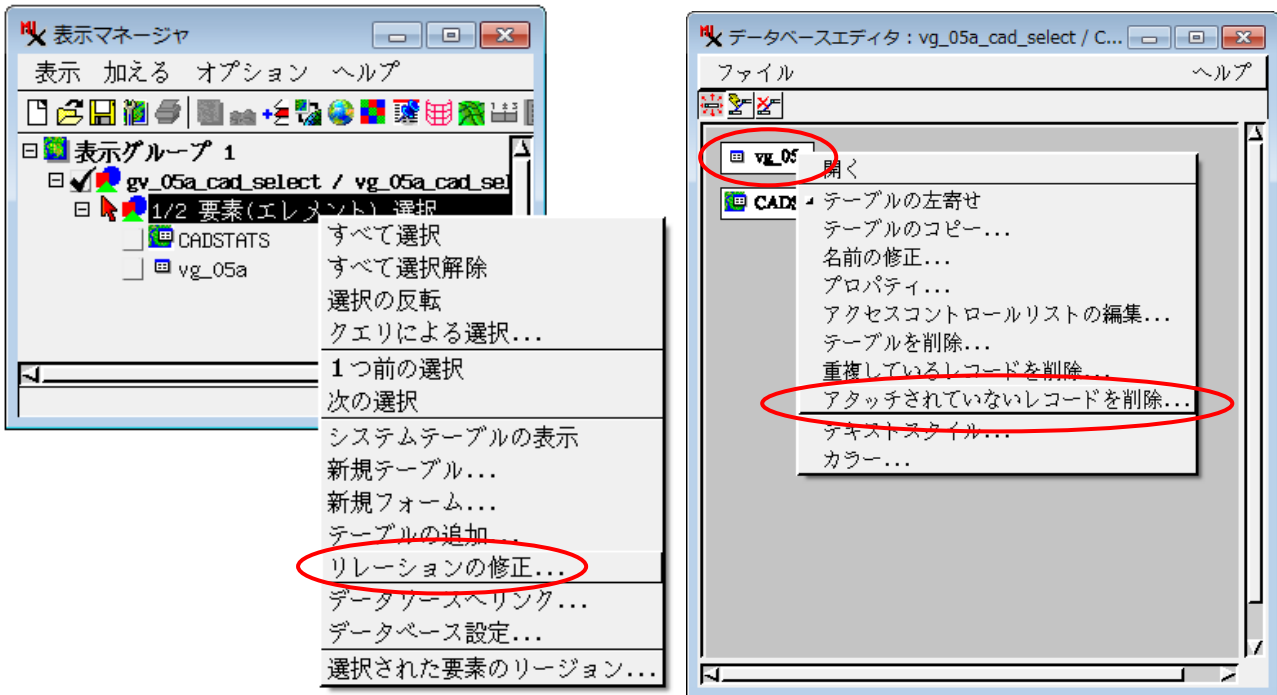 表示マネージャ
表示 加える オプション ヘルプ
表示グループ 1
gv_05a_cad_select / vg_05a_cad_sel
1/2 要素(エレメント) 選択
CADSTATS
vg_05a
すべて選択
すべて選択解除
選択の反転
クエリによる選択...
1つ前の選択
次の選択
システムテーブルの表示
新規テーブル...
新規フォーム...
テーブルの追加...
リレーションの修正...
データソースへリンク...
データベース設定...
選択された要素のリージョン...
データベースエディタ：vg_05a_cad_select / C...
ファイル ヘルプ
vg_05
CADS
開く
テーブルの左寄せ
テーブルのコピー...
名前の修正...
プロパティ...
アクセスコントロールリストの編集...
テーブルを削除...
重複しているレコードを削除...
アタッチされていないレコードを削除...
テキストスタイル...
カラー...